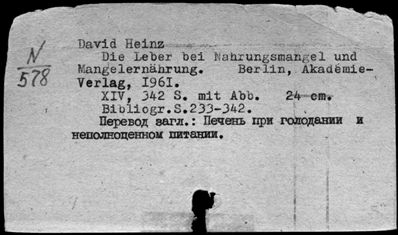 N
578
David Heinz
Die Leber bei Nahrungsmangel und
Mangelernährung. Berlin, Akademie-
Verlag, I96I.
XIV, 342 S. mit Abb. 24 cm.
Bibliogr.S.233-342.
Перевод загл.: Печень при голодании и
неполноценном питании.